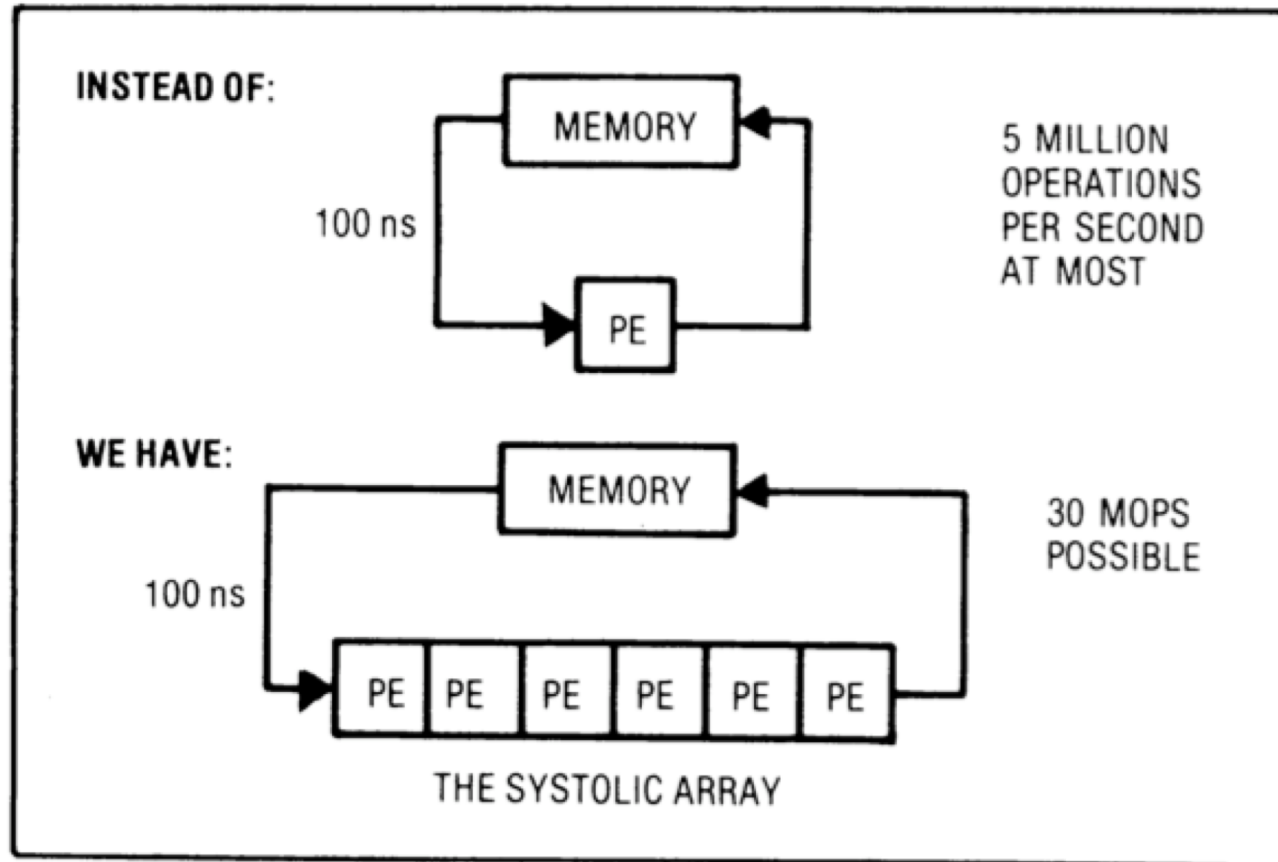 INSTEAD OF:
MEMORY
100 ns
PE
5 MILLION
OPERATIONS
PER SECOND
AT MOST
WE HAVE:
MEMORY
100 ns
PE PE PE PE PE PE
THE SYSTOLIC ARRAY
30 MOPS
POSSIBLE